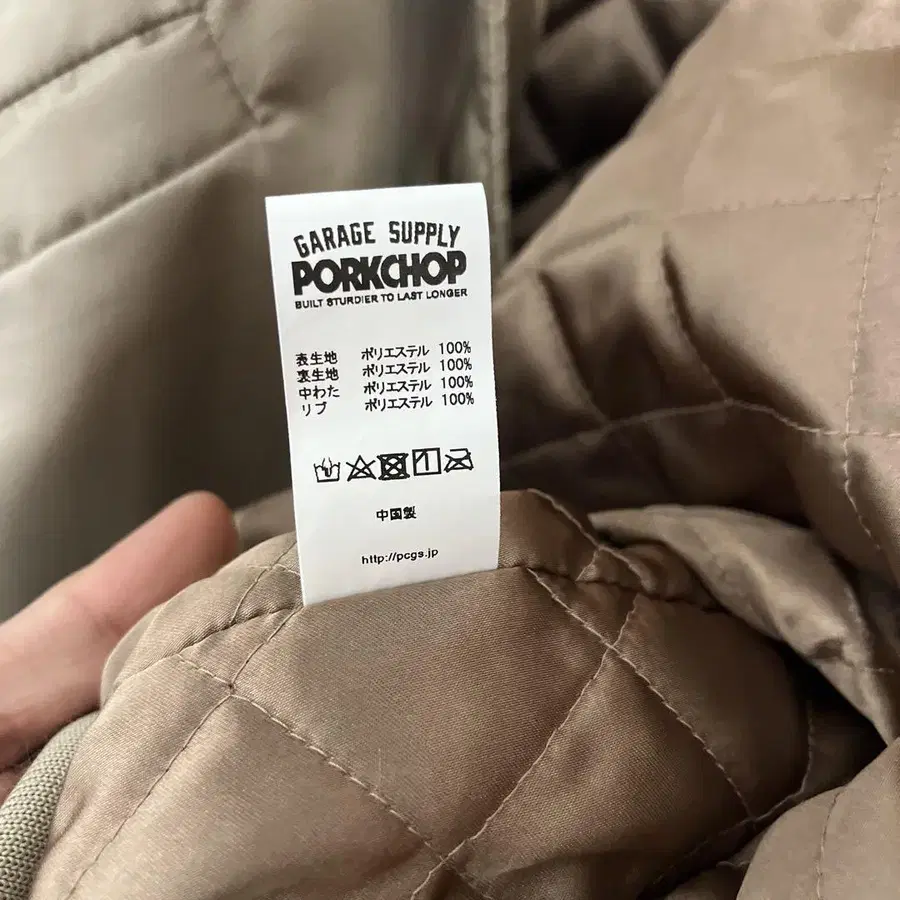 GARAGE SUPPLY
PORKCHOP
BUILT STURDIER TO LAST LONGER
表生地 ポリエステル 100%
裏生地 ポリエステル 100%
中わた ポリエステル 100%
リブ ポリエステル 100%
中国製
http://pcgs.jp